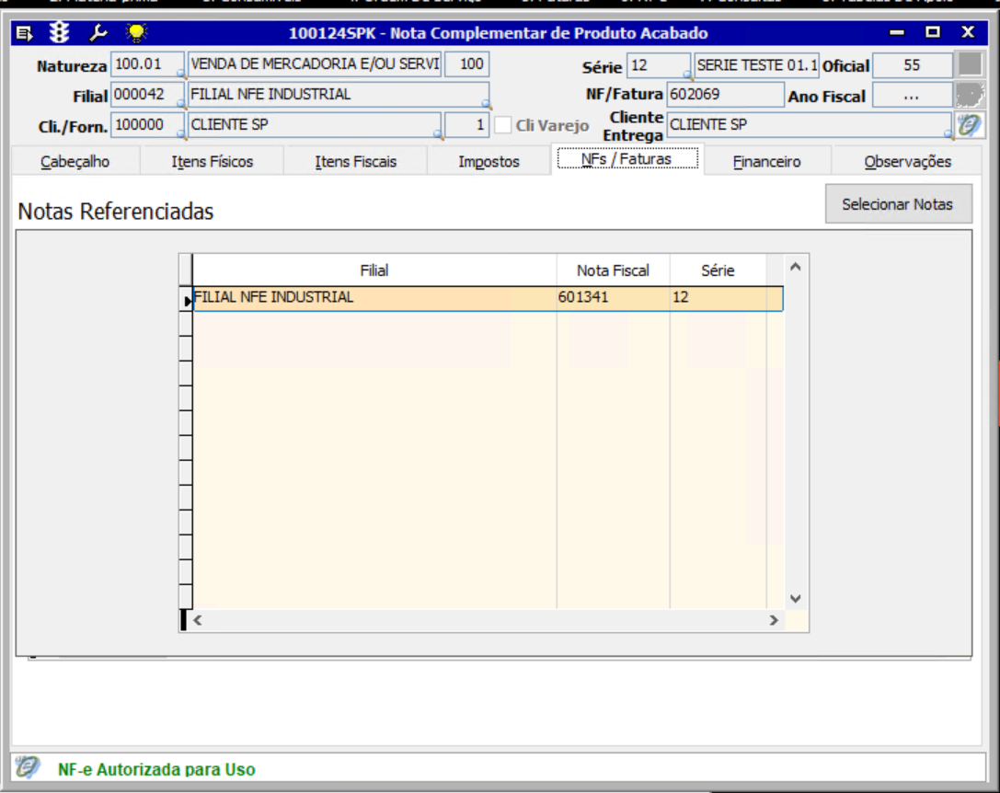 100124SPK - Nota Complementar de Produto Acabado
Natureza 100.01 VENDA DE MERCADORIA E/OU SERVI 100 Série 12 SERIE TESTE 01.1 Oficial 55
Filial 000042 FILIAL NFE INDUSTRIAL NF/Fatura 602069 Ano Fiscal ...
Cli./Forn. 100000 CLIENTE SP 1 Cli Varejo Cliente Entrega CLIENTE SP
Cabeçalho Itens Físicos Itens Fiscais Impostos NFs / Faturas Financeiro Observações
Notas Referenciadas Selecionar Notas
Filial Nota Fiscal Série
FILIAL NFE INDUSTRIAL 601341 12
NF-e Autorizada para Uso